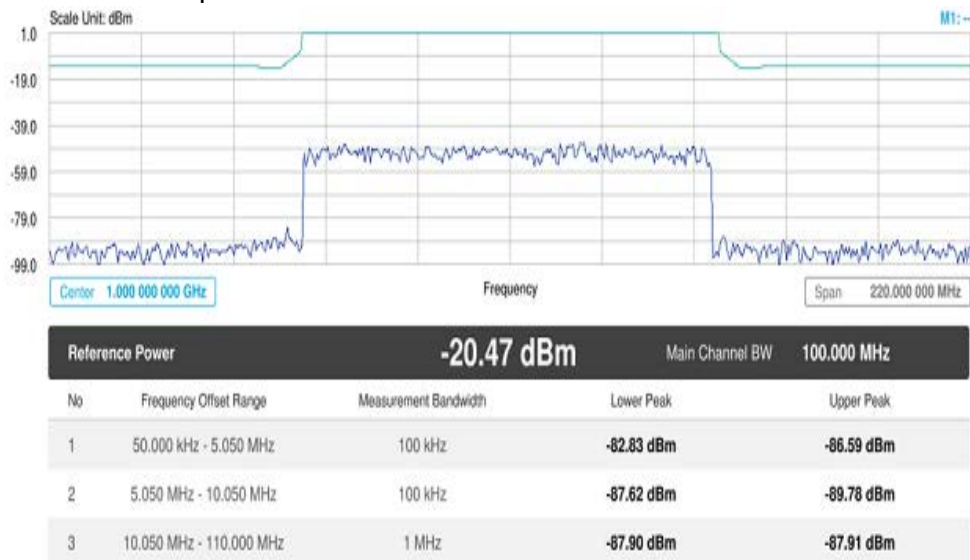 Scale Unit: dBm M1: --
1.0
-19.0
-39.0
-59.0
-79.0
-99.0
Center 1.000 000 000 GHz Frequency Span 220.000 000 MHz
Reference Power -20.47 dBm Main Channel BW 100.000 MHz
No Frequency Offset Range Measurement Bandwidth Lower Peak Upper Peak
1 50.000 kHz - 5.050 MHz 100 kHz -82.83 dBm -86.59 dBm
2 5.050 MHz - 10.050 MHz 100 kHz -87.62 dBm -89.78 dBm
3 10.050 MHz - 110.000 MHz 1 MHz -87.90 dBm -87.91 dBm